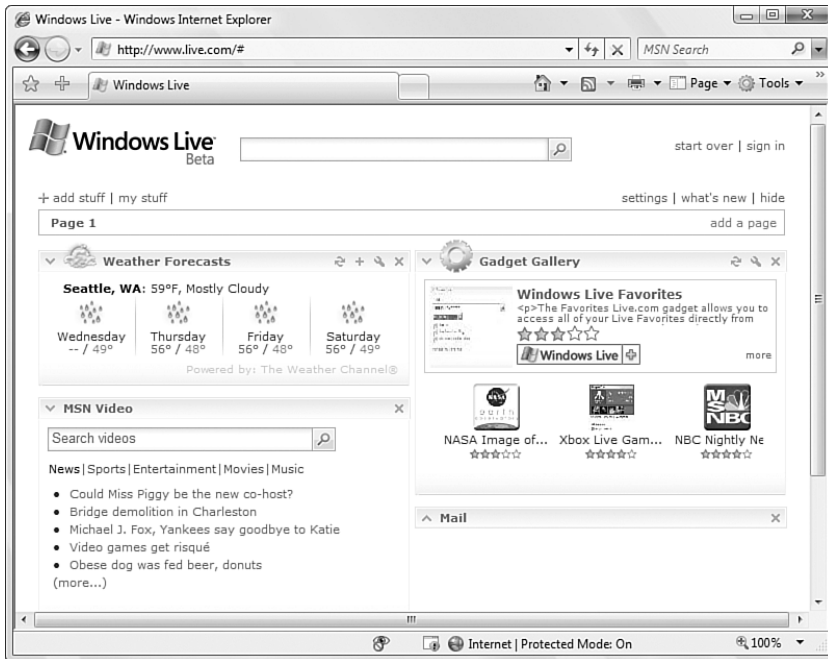 Windows Live - Windows Internet Explorer
http://www.live.com/#
MSN Search
Windows Live
Page
Tools
Windows Live
Beta
start over | sign in
add stuff | my stuff
settings | what's new | hide
Page 1
add a page
Weather Forecasts
Seattle, WA: 59°F, Mostly Cloudy
Wednesday
-- / 49°
Thursday
56° / 48°
Friday
56° / 48°
Saturday
56° / 49°
Powered by: The Weather Channel®
MSN Video
Search videos
News|Sports|Entertainment|Movies|Music
• Could Miss Piggy be the new co-host?
• Bridge demolition in Charleston
• Michael J. Fox, Yankees say goodbye to Katie
• Video games get risqué
• Obese dog was fed beer, donuts
(more...)
Gadget Gallery
Windows Live Favorites
<p>The Favorites Live.com gadget allows you to
access all of your Live Favorites directly from
Windows Live
more
NASA
MSNBC
NASA Image of...
Xbox Live Gam...
NBC Nightly Ne
Mail
Internet | Protected Mode: On
100%